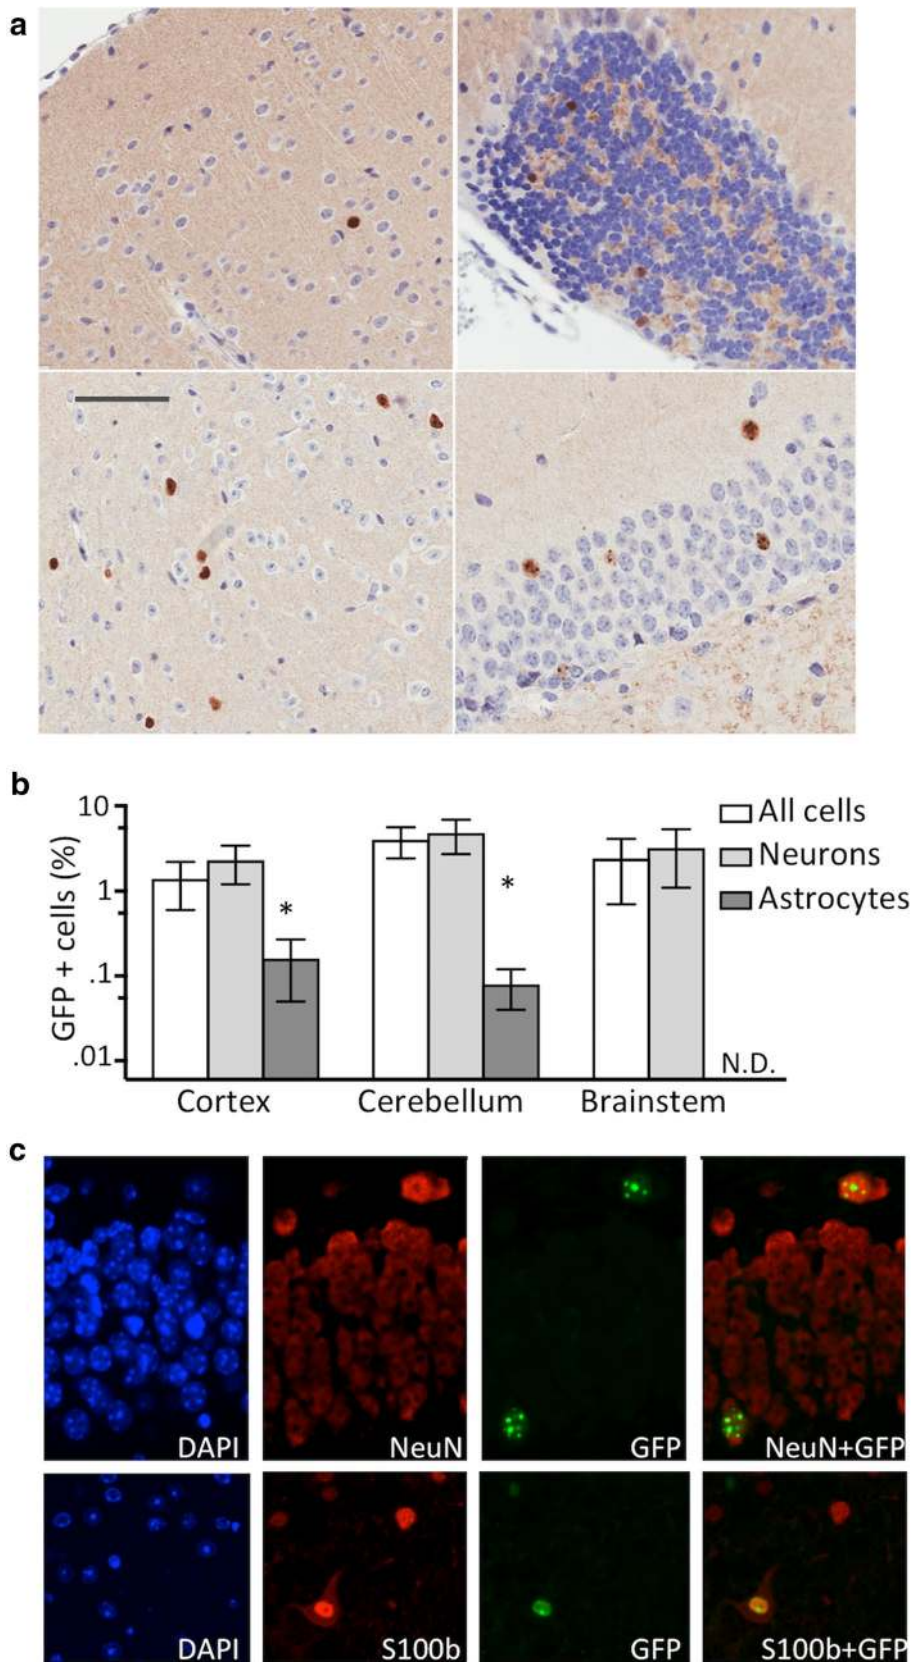 a
b
10
1
.1
.01
GFP + cells (%)
All cells
Neurons
Astrocytes
*
*
N.D.
Cortex
Cerebellum
Brainstem
c
DAPI
NeuN
GFP
NeuN+GFP
DAPI
S100b
GFP
S100b+GFP